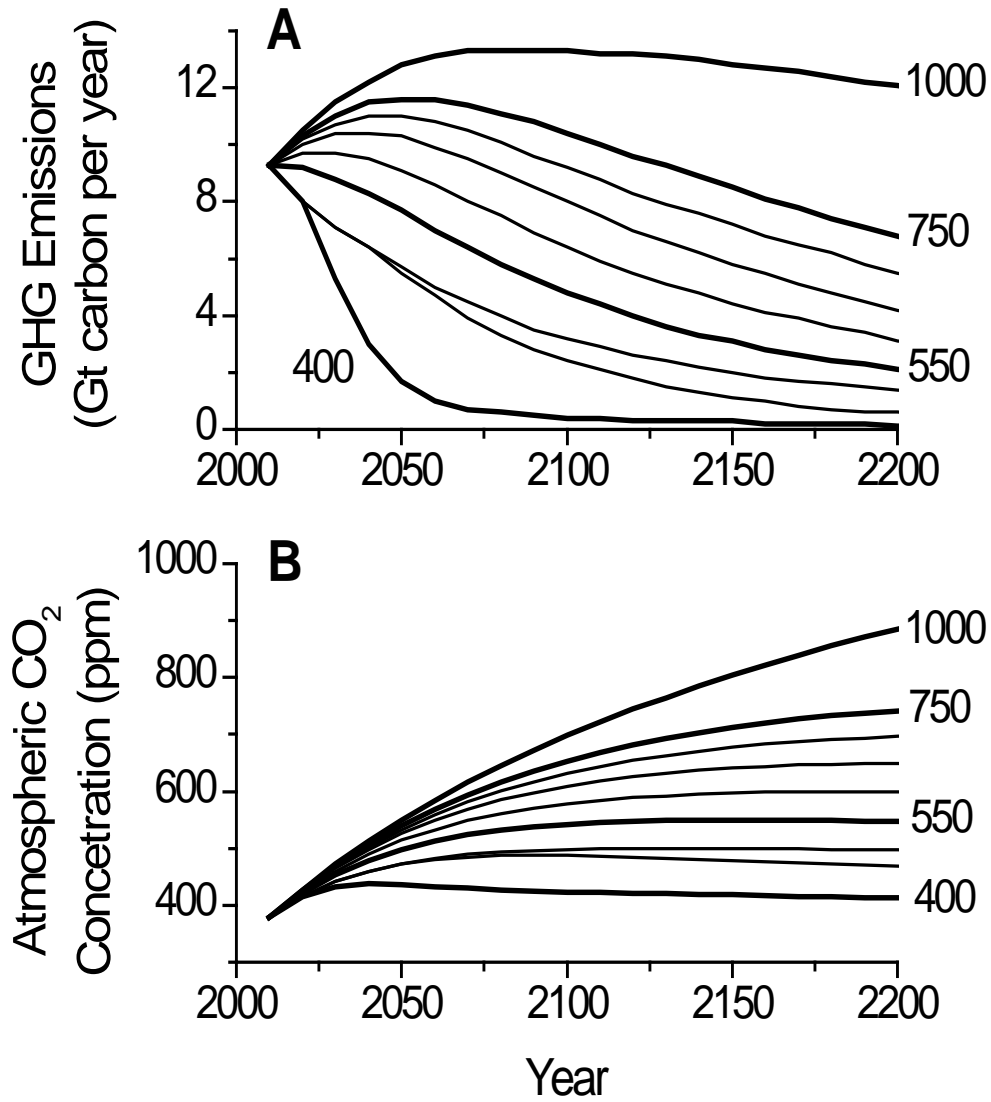 A
GHG Emissions
(Gt carbon per year)
12
8
4
0
1000
750
550
400
2000 2050 2100 2150 2200
B
Atmospheric CO2
Concetration (ppm)
1000
800
600
400
1000
750
550
400
2000 2050 2100 2150 2200
Year